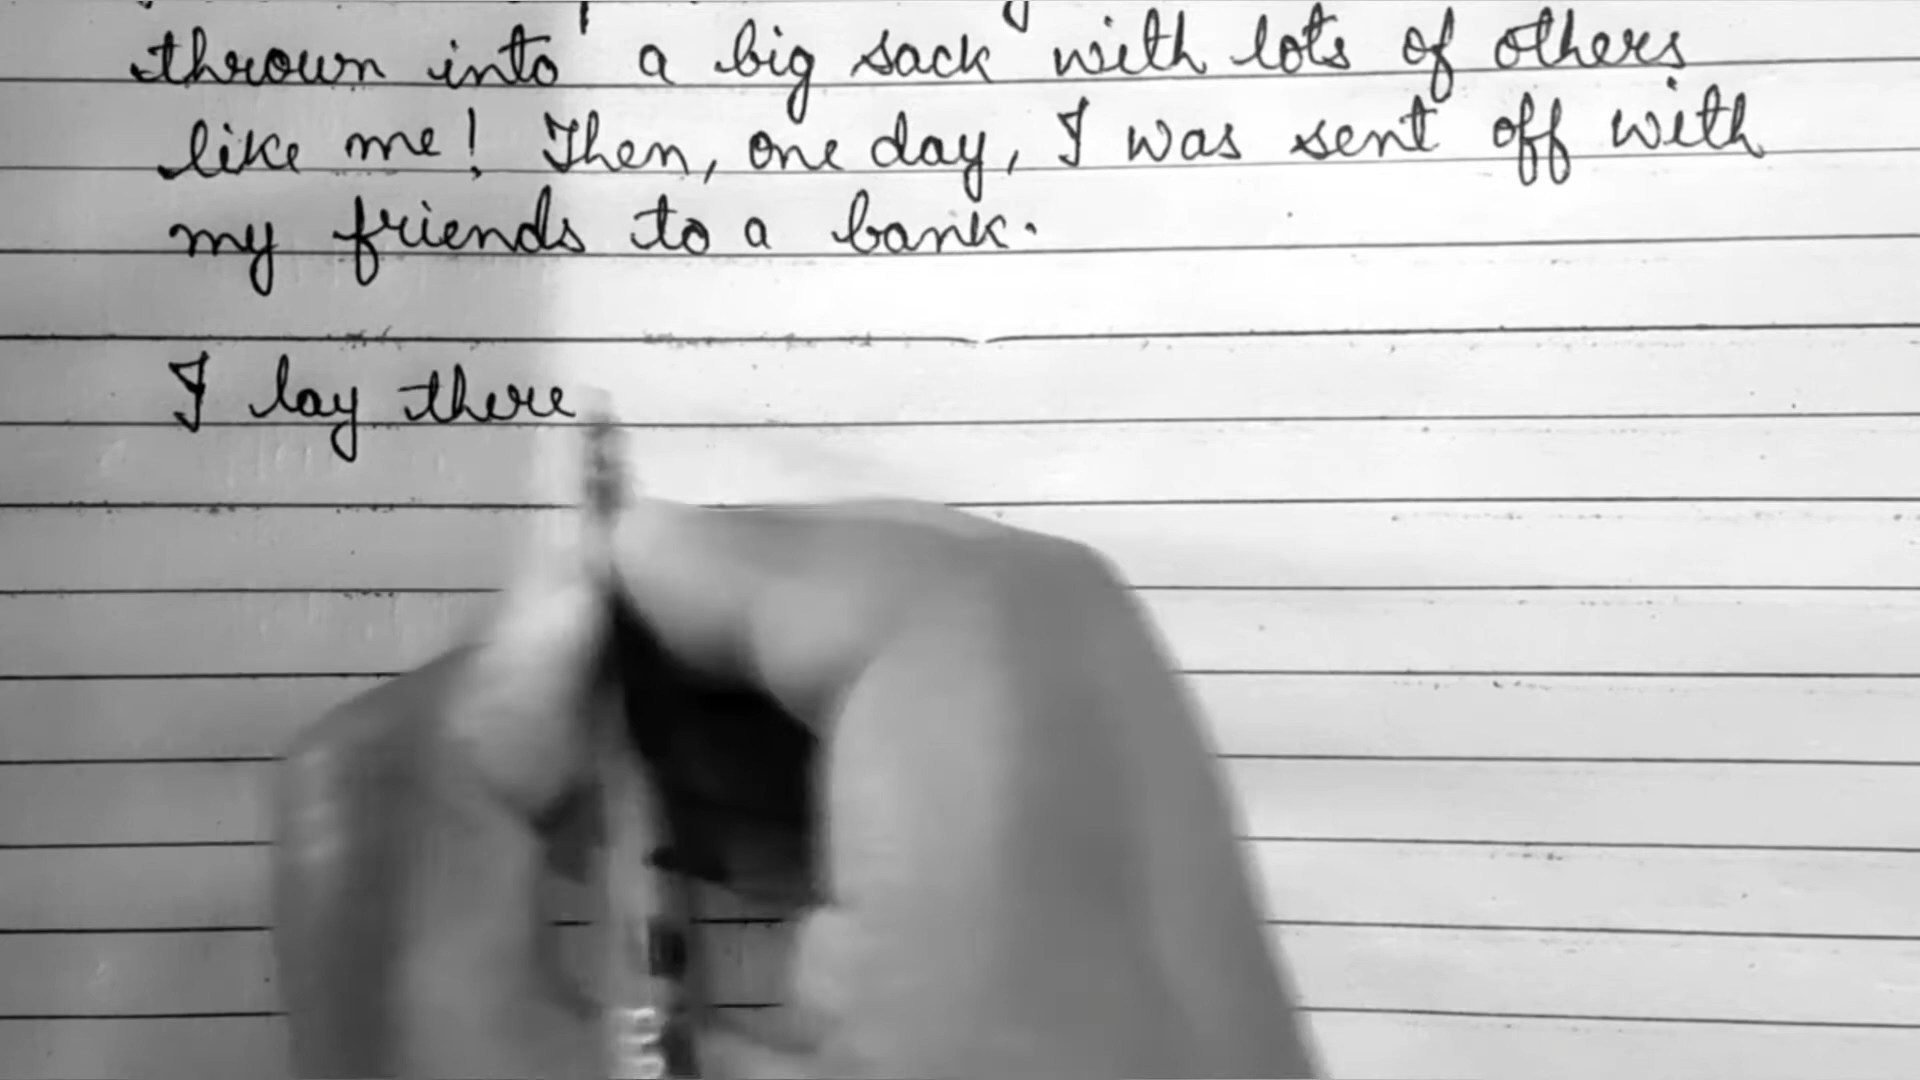 thrown into a big sack with lots of others
like me! Then, one day, I was sent off with
my friends to a bank.
I lay there